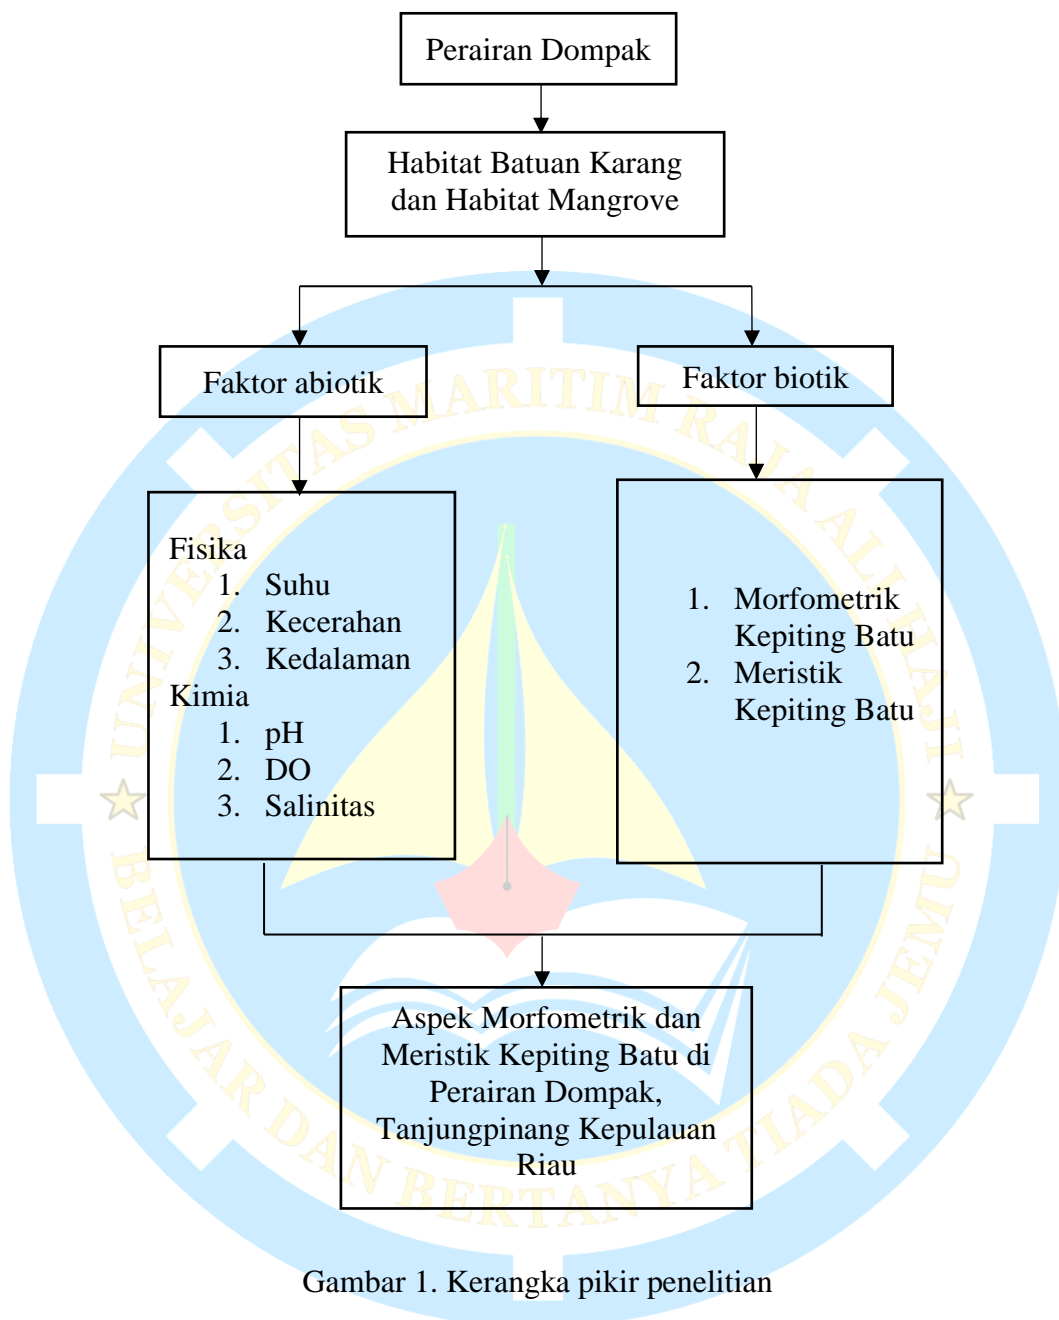 Perairan Dompak
Habitat Batuan Karang
dan Habitat Mangrove
Faktor abiotik
Faktor biotik
Fisika
1. Suhu
2. Kecerahan
3. Kedalaman
Kimia
1. pH
2. DO
3. Salinitas
1. Morfometrik
Kepiting Batu
2. Meristik
Kepiting Batu
Aspek Morfometrik dan
Meristik Kepiting Batu di
Perairan Dompak,
Tanjungpinang Kepulauan
Riau
Gambar 1. Kerangka pikir penelitian
UNIVERSITAS MARITIM RAJA ALI HAJI
BELAJAR DAN BERTANYA TIADA JEMU